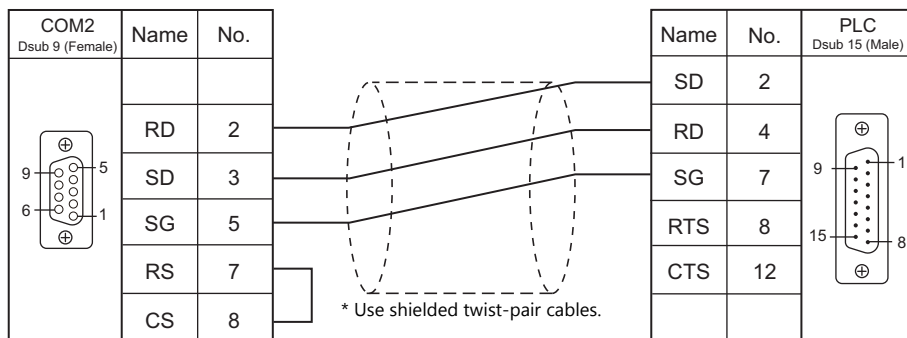 COM2
Dsub 9 (Female)
Name No.
RD 2
SD 3
SG 5
RS 7
CS 8
9
5
6
1
* Use shielded twist-pair cables.
Name No.
PLC
Dsub 15 (Male)
SD 2
RD 4
SG 7
RTS 8
CTS 12
9
1
15
8